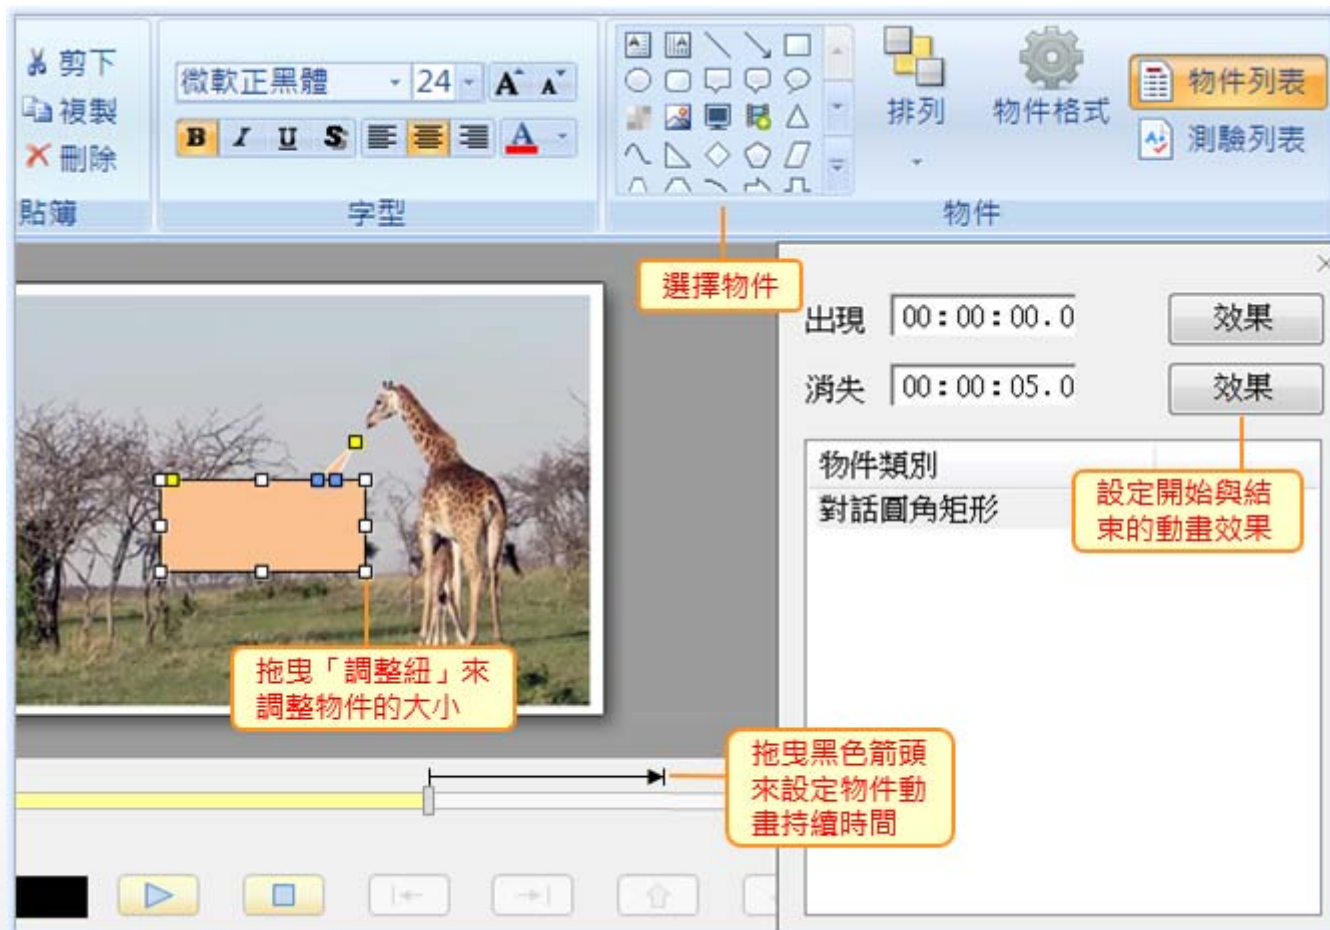 剪下
複製
刪除
貼簿
微軟正黑體
24
A A
B I U S A
字型
排列
物件格式
物件列表
測驗列表
物件
選擇物件
出現 00:00:00.0 效果
消失 00:00:05.0 效果
物件類別
對話圓角矩形
設定開始與結
束的動畫效果
拖曳「調整紐」來
調整物件的大小
拖曳黑色箭頭
來設定物件動
畫持續時間